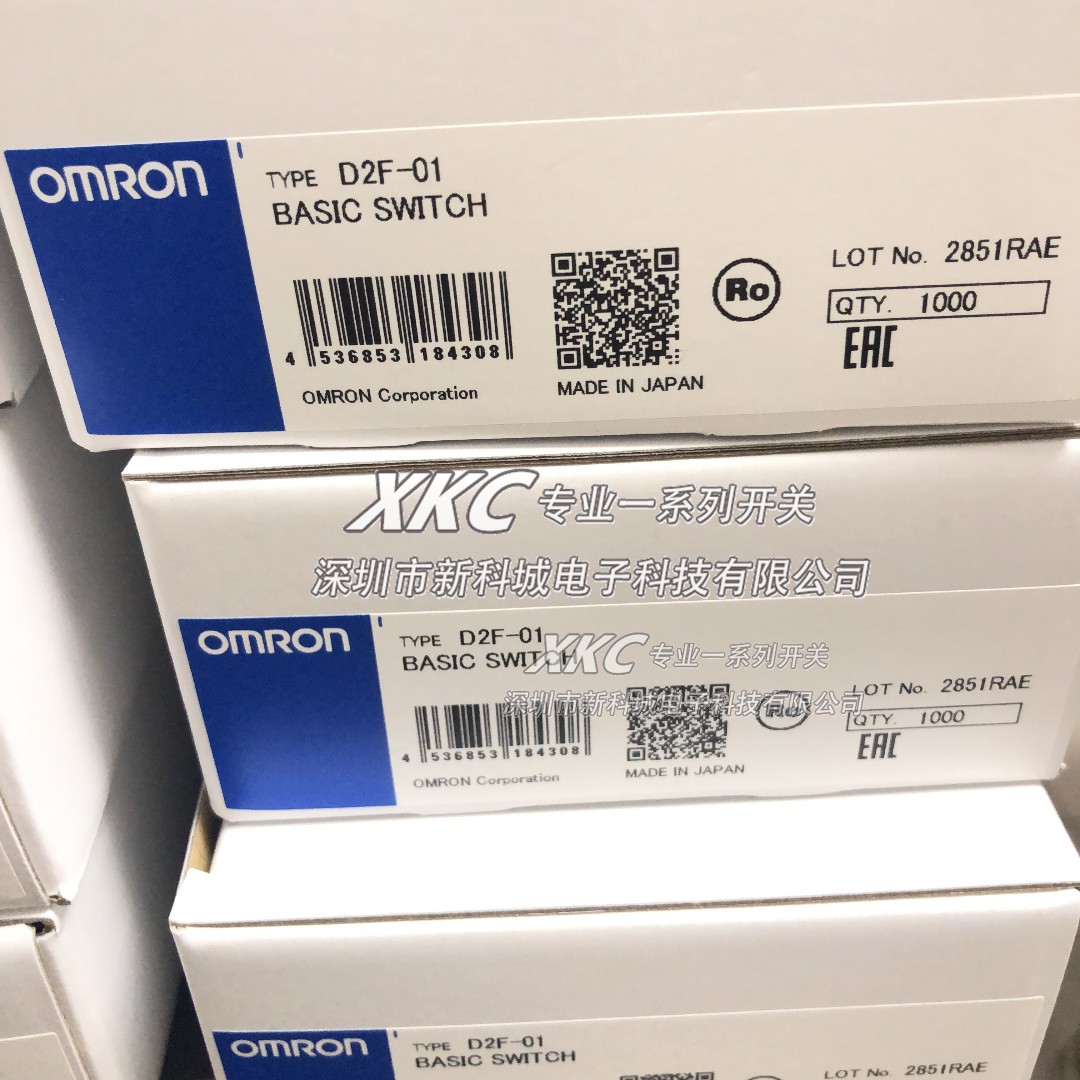 OMRON
TYPE D2F-01
BASIC SWITCH
LOT No. 2851RAE
Ro
QTY. 1000
EAC
4 536853 184308
OMRON Corporation
MADE IN JAPAN
XKC 专业一系列开关
深圳市新科城电子科技有限公司
OMRON
TYPE D2F-01
BASIC SWITCH
XKC 专业一系列开关
深圳市新科城电子科技有限公司
LOT No. 2851RAE
Ro
QTY. 1000
EAC
4 536853 184308
OMRON Corporation
MADE IN JAPAN
OMRON
TYPE D2F-01
BASIC SWITCH
LOT No. 2851RAE